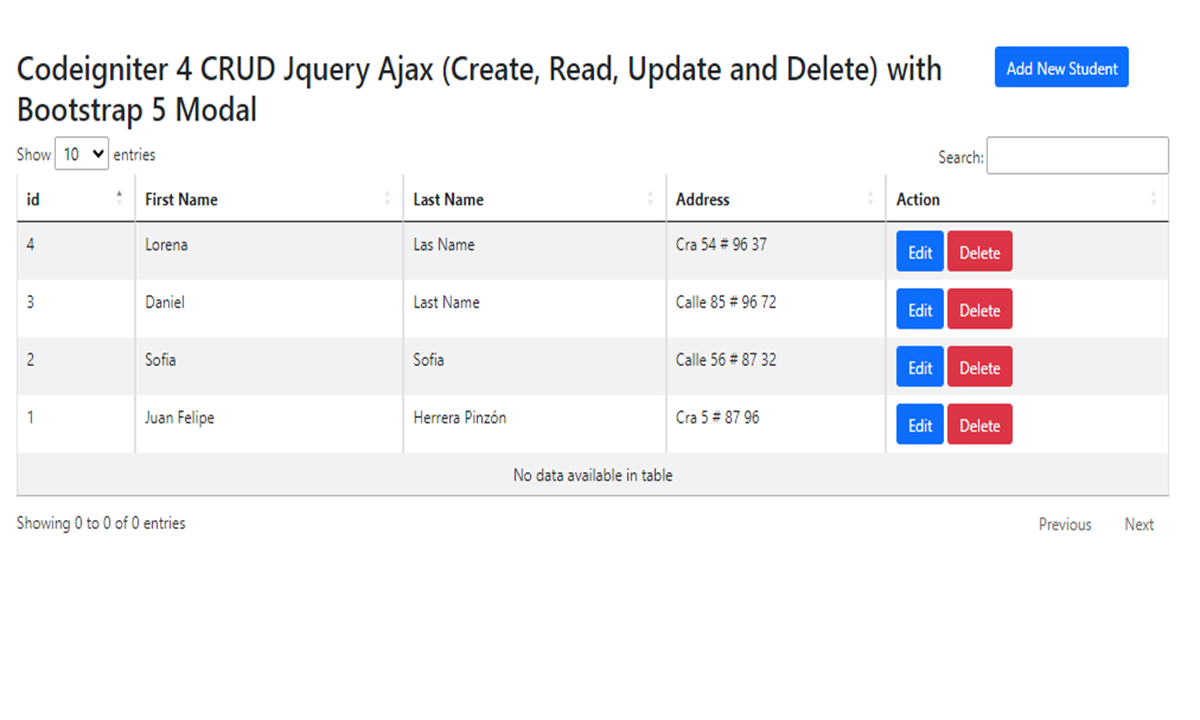 Codeigniter 4 CRUD Jquery Ajax (Create, Read, Update and Delete) with
Bootstrap 5 Modal
Add New Student
Show 10 entries
Search:
id First Name Last Name Address Action
4 Lorena Las Name Cra 54 # 96 37 Edit Delete
3 Daniel Last Name Calle 85 # 96 72 Edit Delete
2 Sofia Sofia Calle 56 # 87 32 Edit Delete
1 Juan Felipe Herrera Pinzón Cra 5 # 87 96 Edit Delete
No data available in table
Showing 0 to 0 of 0 entries
Previous Next